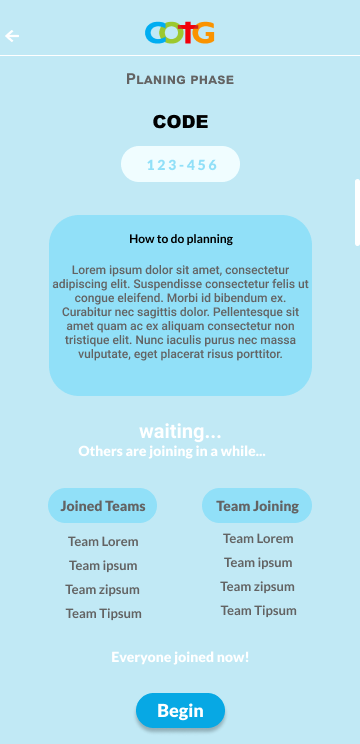 COTG
PLANING PHASE
CODE
123-456
How to do planning
Lorem ipsum dolor sit amet, consectetur
adipiscing elit. Suspendisse consectetur felis ut
congue eleifend. Morbi id bibendum ex.
Curabitur nec sagittis dolor. Pellentesque sit
amet quam ac ex aliquam consectetur non
tristique elit. Nunc iaculis purus nec massa
vulputate, eget placerat risus porttitor.
waiting...
Others are joining in a while...
Joined Teams
Team Lorem
Team ipsum
Team zipsum
Team Tipsum
Team Joining
Team Lorem
Team ipsum
Team zipsum
Team Tipsum
Everyone joined now!
Begin